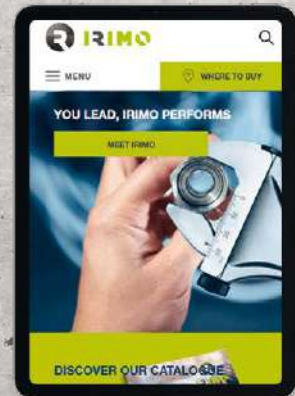 IRIMO
MENU
WHERE TO BUY
YOU LEAD, IRIMO PERFORMS
MEET IRIMO
DISCOVER OUR CATALOGUE